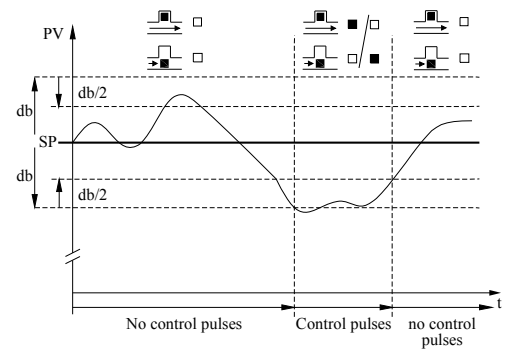 PV
db/2
db
SP
db
db/2
t
No control pulses
Control pulses
no control
pulses